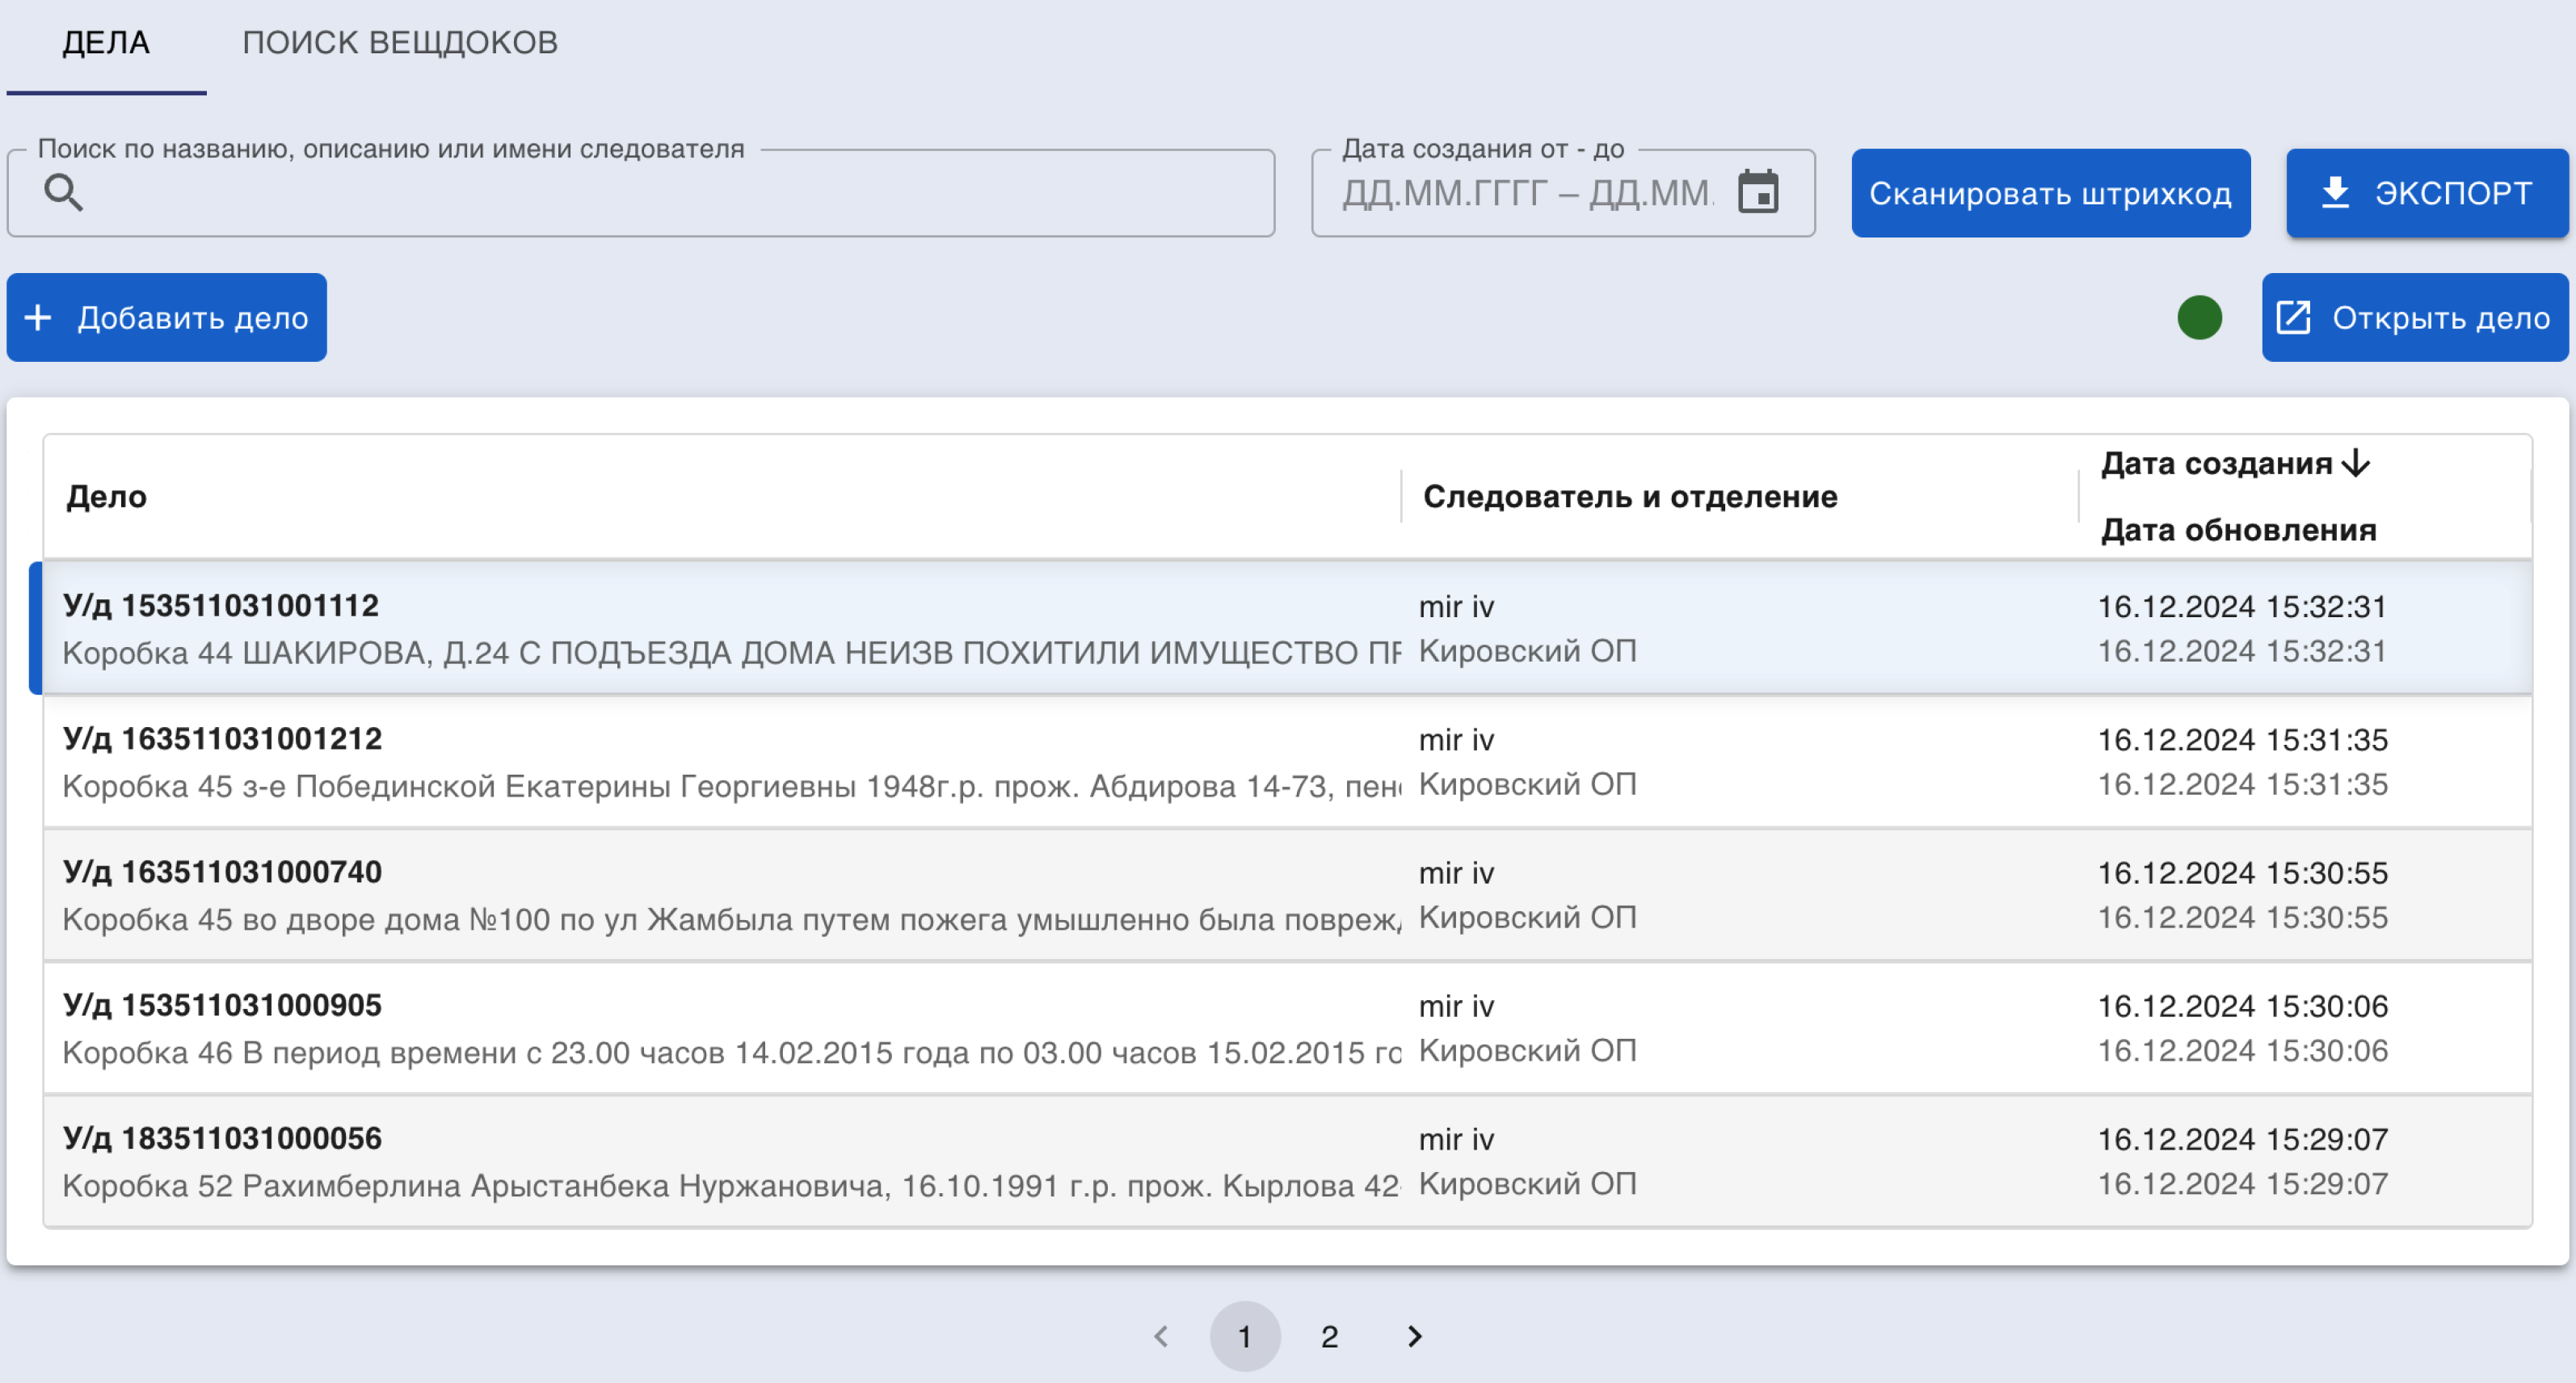 ДЕЛА ПОИСК ВЕЩДОКОВ
Поиск по названию, описанию или имени следователя
Дата создания от - до
ДД.ММ.ГГГГ – ДД.ММ.
Сканировать штрихкод
ЭКСПОРТ
Добавить дело
Открыть дело
Дело
Следователь и отделение
Дата создания
Дата обновления
У/д 153511031001112
Коробка 44 ШАКИРОВА, Д.24 С ПОДЪЕЗДА ДОМА НЕИЗВ ПОХИТИЛИ ИМУЩЕСТВО
mir iv
Кировский ОП
16.12.2024 15:32:31
16.12.2024 15:32:31
У/д 163511031001212
Коробка 45 з-е Побединской Екатерины Георгиевны 1948г.р. прож. Абдирова 14-73,
mir iv
Кировский ОП
16.12.2024 15:31:35
16.12.2024 15:31:35
У/д 163511031000740
Коробка 45 во дворе дома №100 по ул Жамбыла путем пожега умышленно была повреж
mir iv
Кировский ОП
16.12.2024 15:30:55
16.12.2024 15:30:55
У/д 153511031000905
Коробка 46 В период времени с 23.00 часов 14.02.2015 года по 03.00 часов 15.02.2015 го
mir iv
Кировский ОП
16.12.2024 15:30:06
16.12.2024 15:30:06
У/д 183511031000056
Коробка 52 Рахимберлина Арыстанбека Нуржановича, 16.10.1991 г.р. прож. Кырлова 42-
mir iv
Кировский ОП
16.12.2024 15:29:07
16.12.2024 15:29:07
1 2